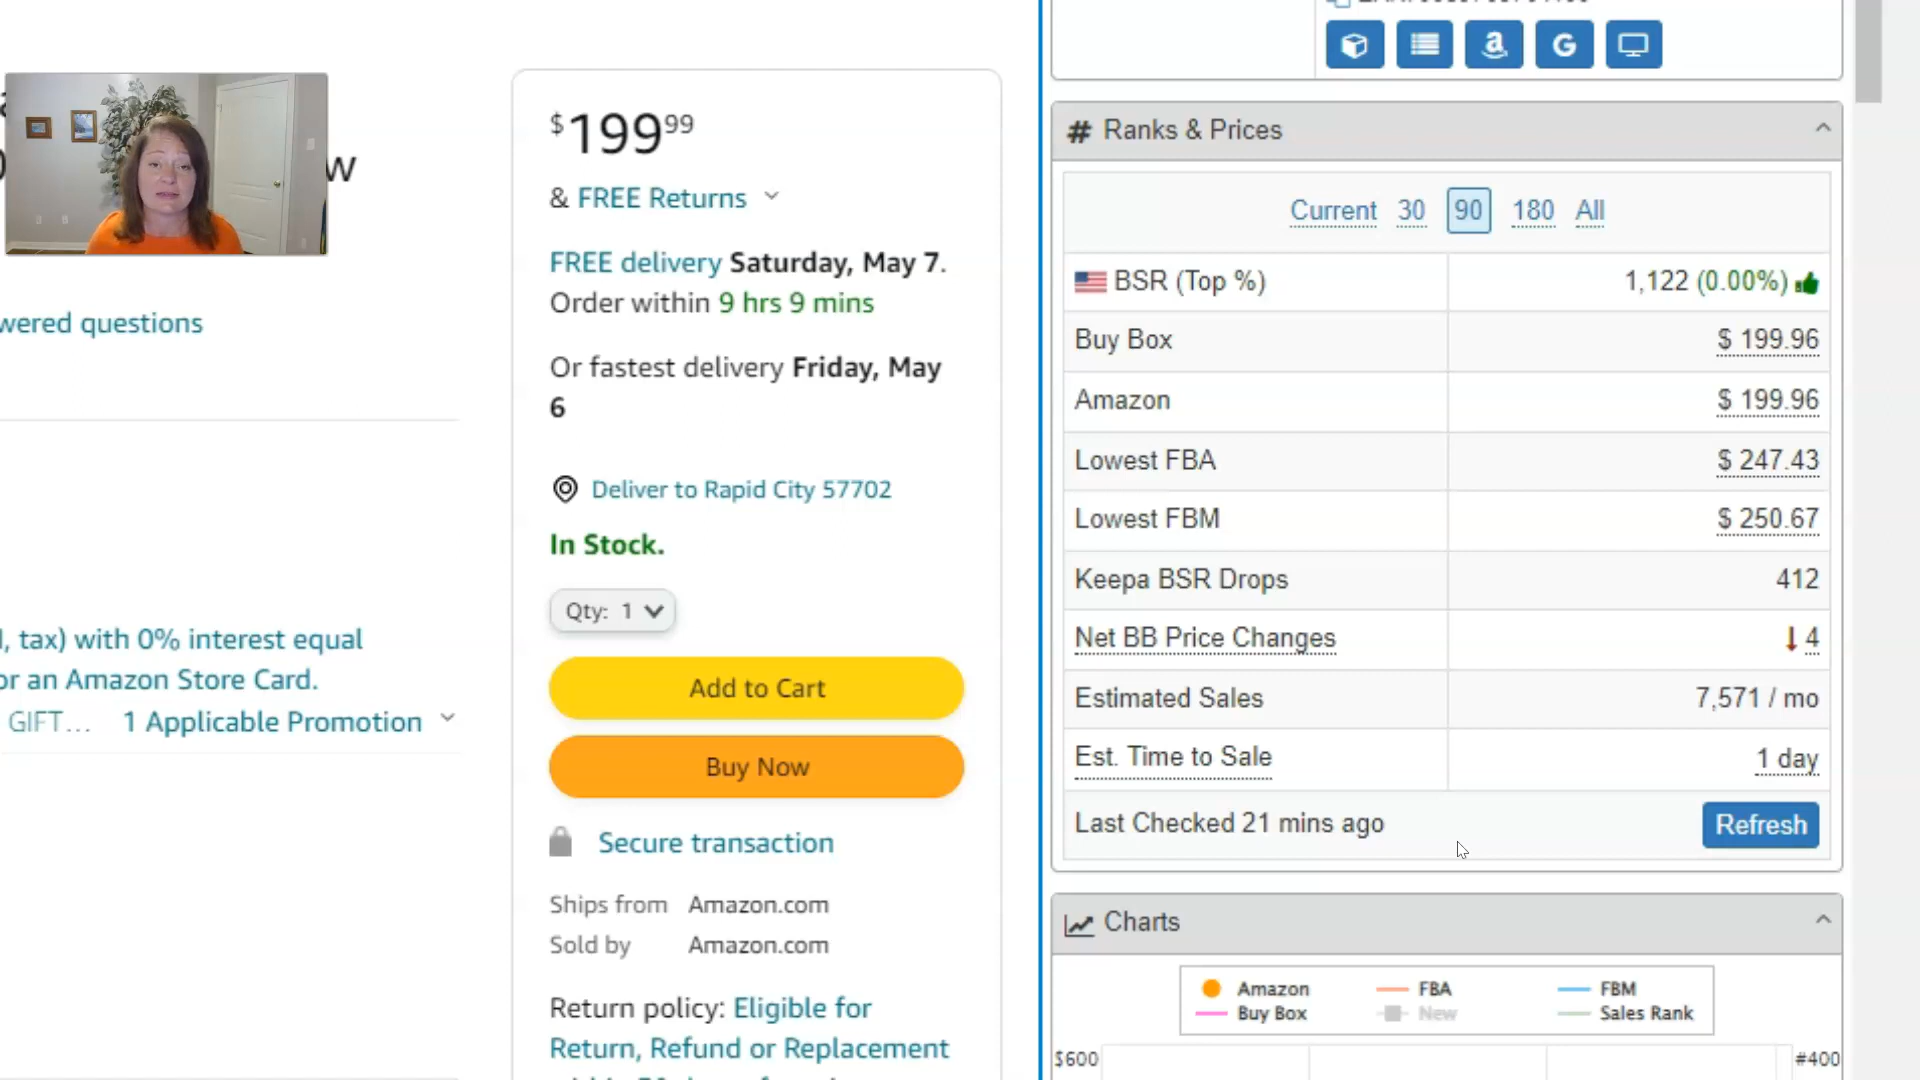 w
wered questions
, tax) with 0% interest equal
or an Amazon Store Card.
GIFT... 1 Applicable Promotion
$199.99
& FREE Returns
FREE delivery Saturday, May 7.
Order within 9 hrs 9 mins
Or fastest delivery Friday, May
6
Deliver to Rapid City 57702
In Stock.
Qty: 1
Add to Cart
Buy Now
Secure transaction
Ships from Amazon.com
Sold by Amazon.com
Return policy: Eligible for
Return, Refund or Replacement
# Ranks & Prices
Current 30 90 180 All
BSR (Top %) 1,122 (0.00%)
Buy Box $ 199.96
Amazon $ 199.96
Lowest FBA $ 247.43
Lowest FBM $ 250.67
Keepa BSR Drops 412
Net BB Price Changes ↓ 4
Estimated Sales 7,571 / mo
Est. Time to Sale 1 day
Last Checked 21 mins ago Refresh
Charts
Amazon FBA FBM
Buy Box New Sales Rank
$600 #400